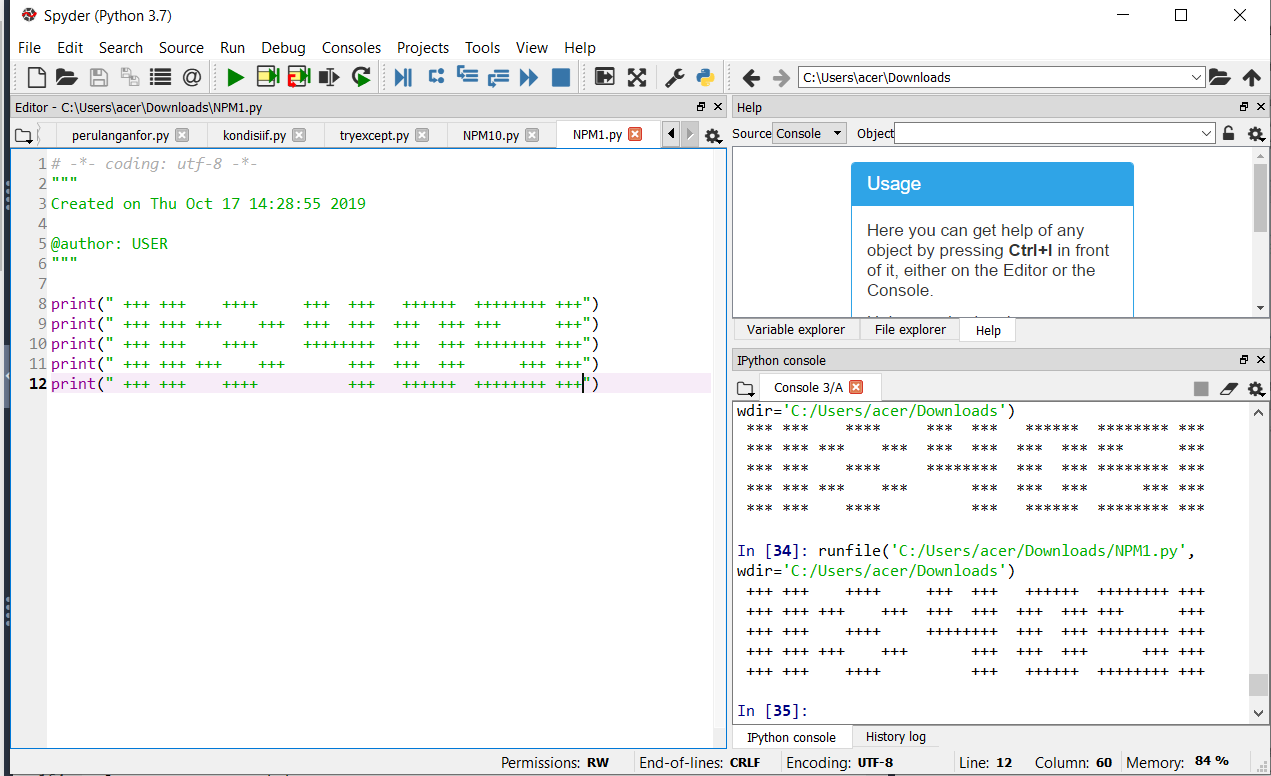 Spyder (Python 3.7)
File Edit Search Source Run Debug Consoles Projects Tools View Help
C:\Users\acer\Downloads
Editor - C:\Users\acer\Downloads\NPM1.py
perulanganfor.py kondisiif.py tryexcept.py NPM10.py NPM1.py
1 # -*- coding: utf-8 -*-
2 """
3 Created on Thu Oct 17 14:28:55 2019
4
5 @author: USER
6 """
7
8 print(" +++ +++    ++++     +++  +++   ++++++  ++++++++ +++")
9 print(" +++ +++ +++    +++  +++  +++  +++  +++ +++      +++")
10 print(" +++ +++    ++++     ++++++++  +++  +++ ++++++++ +++")
11 print(" +++ +++ +++    +++       +++  +++  +++      +++ +++")
12 print(" +++ +++    ++++          +++   ++++++  ++++++++ +++")
Help
Source Console Object
Usage
Here you can get help of any
object by pressing Ctrl+I in front
of it, either on the Editor or the
Console.
Variable explorer File explorer Help
IPython console
Console 3/A
wdir='C:/Users/acer/Downloads')
 *** ***    ****     ***  ***   ******  ******** ***
 *** *** ***    ***  ***  ***  ***  *** ***      ***
 *** ***    ****     ********  ***  *** ******** ***
 *** *** ***    ***       ***  ***  ***      *** ***
 *** ***    ****          ***   ******  ******** ***
In [34]: runfile('C:/Users/acer/Downloads/NPM1.py',
wdir='C:/Users/acer/Downloads')
 +++ +++    ++++     +++  +++   ++++++  ++++++++ +++
 +++ +++ +++    +++  +++  +++  +++  +++ +++      +++
 +++ +++    ++++     ++++++++  +++  +++ ++++++++ +++
 +++ +++ +++    +++       +++  +++  +++      +++ +++
 +++ +++    ++++          +++   ++++++  ++++++++ +++
In [35]:
IPython console History log
Permissions: RW End-of-lines: CRLF Encoding: UTF-8 Line: 12 Column: 60 Memory: 84 %